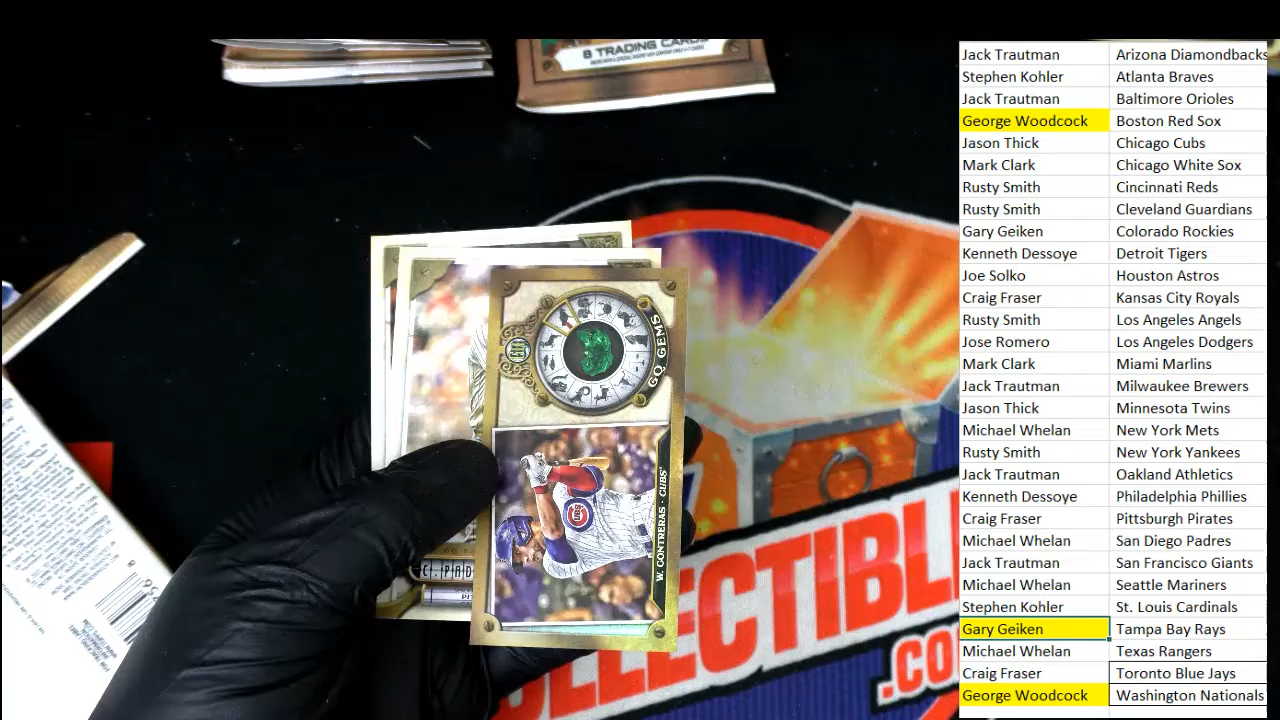 8 TRADING CARDS
GQ GEMS
W. CONTRERAS · CUBS
CUBS
C. PAD
COLLECTIBLE
.CO
Jack Trautman Arizona Diamondbacks
Stephen Kohler Atlanta Braves
Jack Trautman Baltimore Orioles
George Woodcock Boston Red Sox
Jason Thick Chicago Cubs
Mark Clark Chicago White Sox
Rusty Smith Cincinnati Reds
Rusty Smith Cleveland Guardians
Gary Geiken Colorado Rockies
Kenneth Dessoye Detroit Tigers
Joe Solko Houston Astros
Craig Fraser Kansas City Royals
Rusty Smith Los Angeles Angels
Jose Romero Los Angeles Dodgers
Mark Clark Miami Marlins
Jack Trautman Milwaukee Brewers
Jason Thick Minnesota Twins
Michael Whelan New York Mets
Rusty Smith New York Yankees
Jack Trautman Oakland Athletics
Kenneth Dessoye Philadelphia Phillies
Craig Fraser Pittsburgh Pirates
Michael Whelan San Diego Padres
Jack Trautman San Francisco Giants
Michael Whelan Seattle Mariners
Stephen Kohler St. Louis Cardinals
Gary Geiken Tampa Bay Rays
Michael Whelan Texas Rangers
Craig Fraser Toronto Blue Jays
George Woodcock Washington Nationals